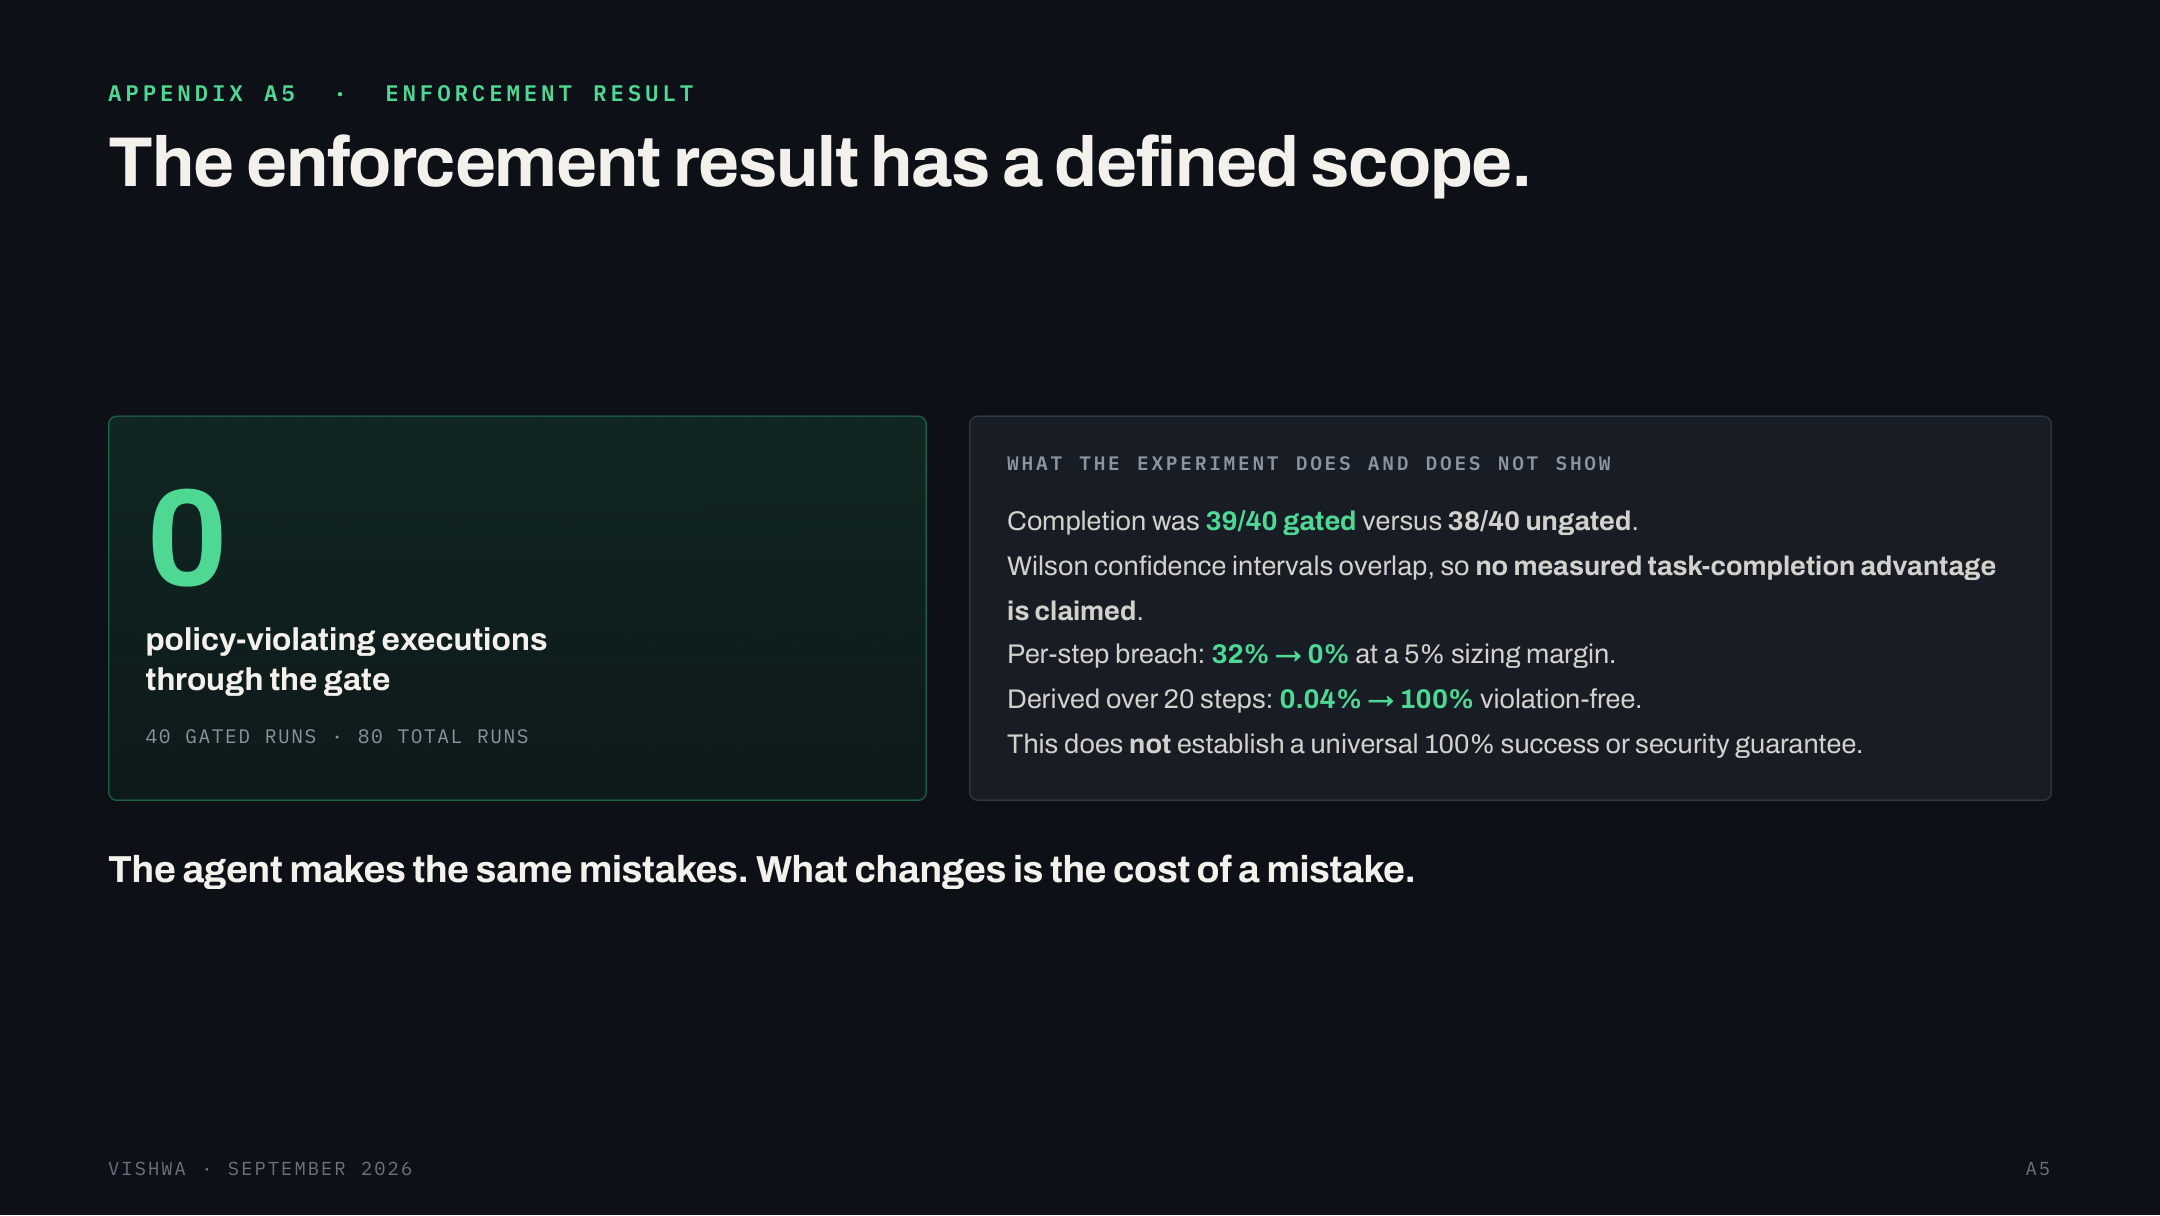 APPENDIX A5 · ENFORCEMENT RESULT
The enforcement result has a defined scope.
0
policy-violating executions
through the gate
40 GATED RUNS · 80 TOTAL RUNS
WHAT THE EXPERIMENT DOES AND DOES NOT SHOW
Completion was 39/40 gated versus 38/40 ungated.
Wilson confidence intervals overlap, so no measured task-completion advantage
is claimed.
Per-step breach: 32% → 0% at a 5% sizing margin.
Derived over 20 steps: 0.04% → 100% violation-free.
This does not establish a universal 100% success or security guarantee.
The agent makes the same mistakes. What changes is the cost of a mistake.
VISHWA · SEPTEMBER 2026
A5